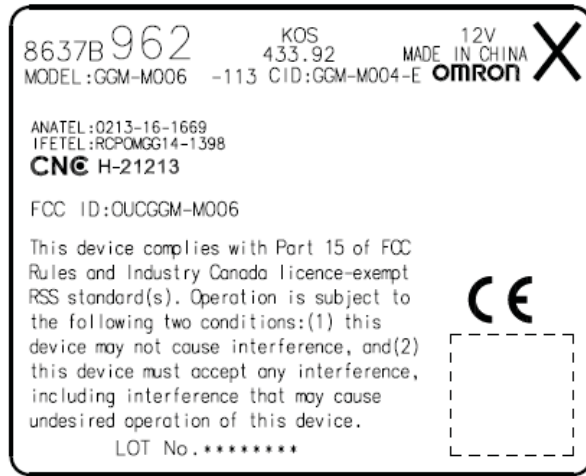 8637B 962 KOS 12V X
433.92 MADE IN CHINA
MODEL:GGM-M006 -113 CID:GGM-M004-E OMRON
ANATEL:0213-16-1669
IFETEL:RCPOMGG14-1398
CNC H-21213
FCC ID:OUCGGM-M006
This device complies with Part 15 of FCC
Rules and Industry Canada licence-exempt
RSS standard(s). Operation is subject to
the following two conditions:(1) this
device may not cause interference, and(2)
this device must accept any interference,
including interference that may cause
undesired operation of this device.
LOT No.********
CE